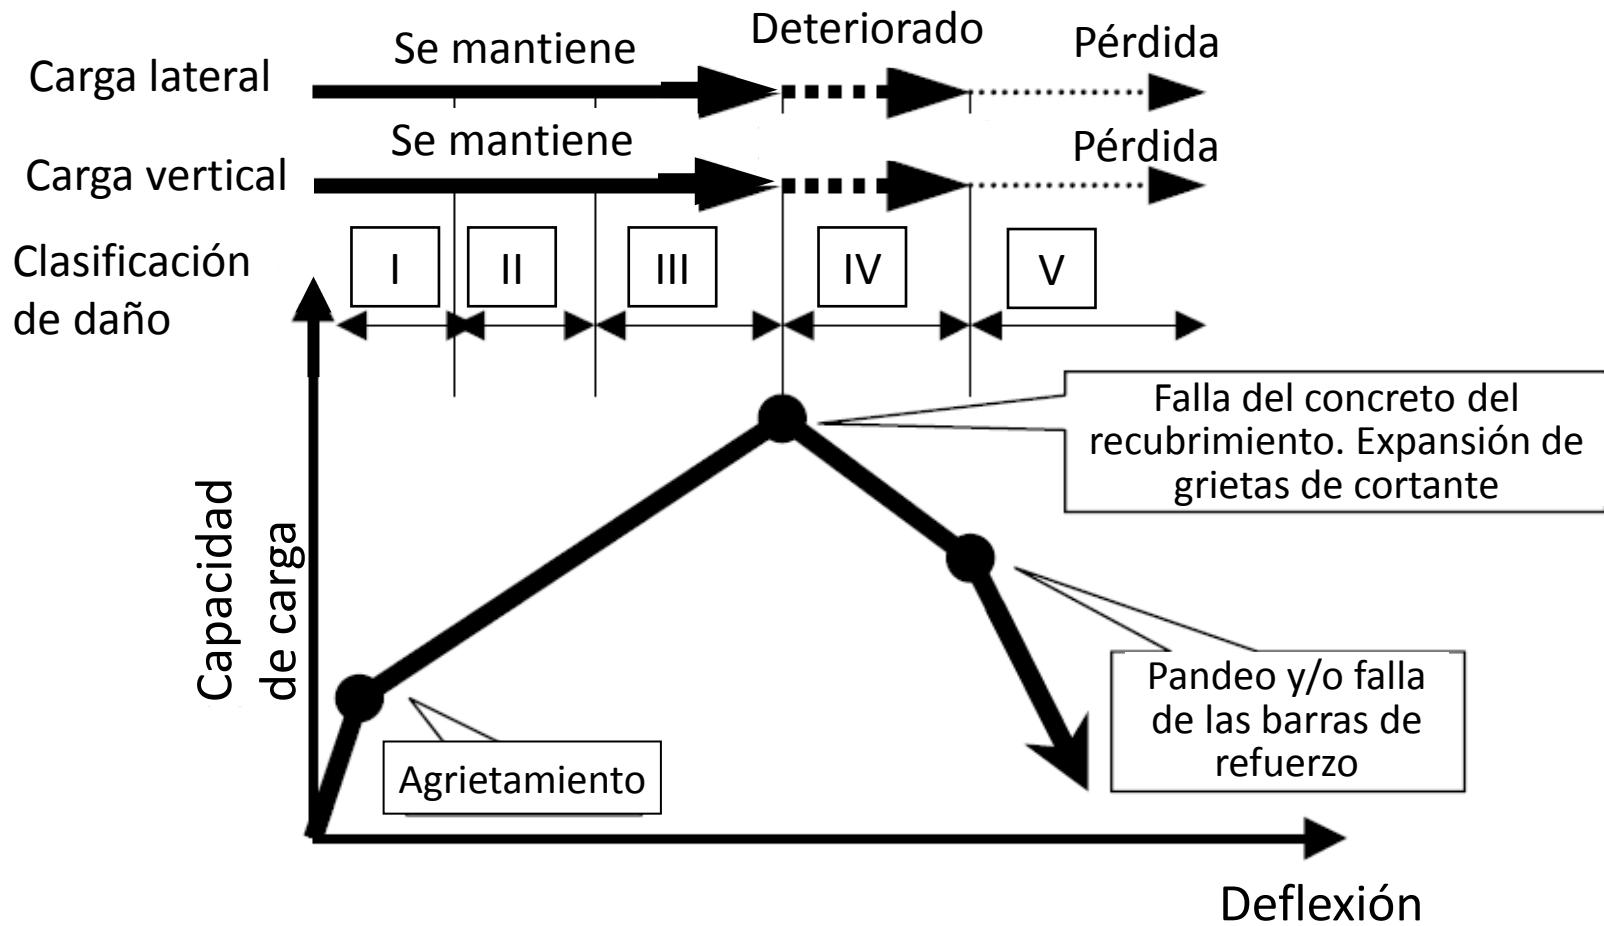 Deteriorado
Se mantiene
Pérdida
Carga lateral
Se mantiene
Pérdida
Carga vertical
Clasificación
de daño
I
II
III
IV
V
Falla del concreto del
recubrimiento. Expansión de
grietas de cortante
Capacidad
de carga
Pandeo y/o falla
de las barras de
refuerzo
Agrietamiento
Deflexión